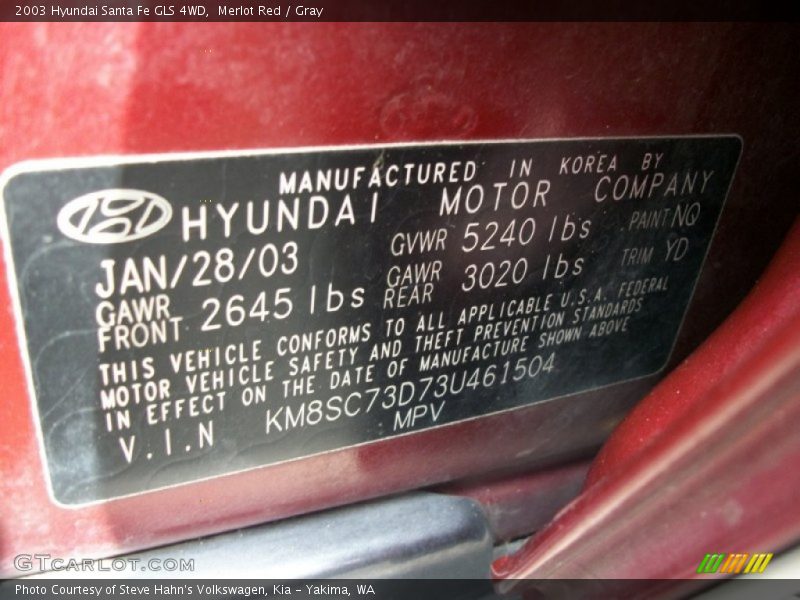 2003 Hyundai Santa Fe GLS 4WD, Merlot Red / Gray
MANUFACTURED IN KOREA BY
HYUNDAI MOTOR COMPANY
JAN/28/03 GVWR 5240 lbs PAINT NQ
GAWR FRONT 2645 lbs GAWR REAR 3020 lbs TRIM YD
THIS VEHICLE CONFORMS TO ALL APPLICABLE U.S.A. FEDERAL
MOTOR VEHICLE SAFETY AND THEFT PREVENTION STANDARDS
IN EFFECT ON THE DATE OF MANUFACTURE SHOWN ABOVE
V.I.N KM8SC73D73U461504
MPV
GTCARLOT.COM
Photo Courtesy of Steve Hahn's Volkswagen, Kia - Yakima, WA